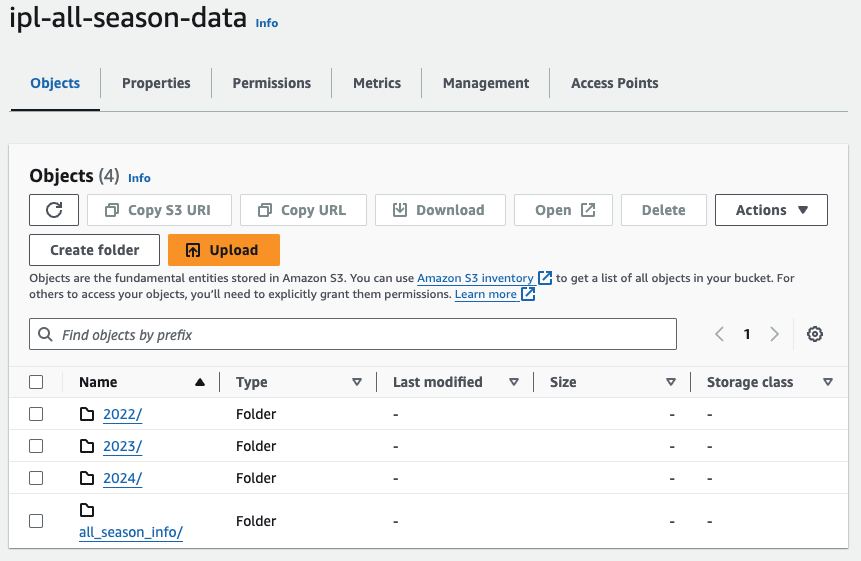 ipl-all-season-data Info
Objects Properties Permissions Metrics Management Access Points
Objects (4) Info
Copy S3 URI Copy URL Download Open Delete Actions
Create folder Upload
Objects are the fundamental entities stored in Amazon S3. You can use Amazon S3 inventory to get a list of all objects in your bucket. For
others to access your objects, you'll need to explicitly grant them permissions. Learn more
Find objects by prefix 1
Name Type Last modified Size Storage class
2022/ Folder - - -
2023/ Folder - - -
2024/ Folder - - -
all_season_info/ Folder - - -